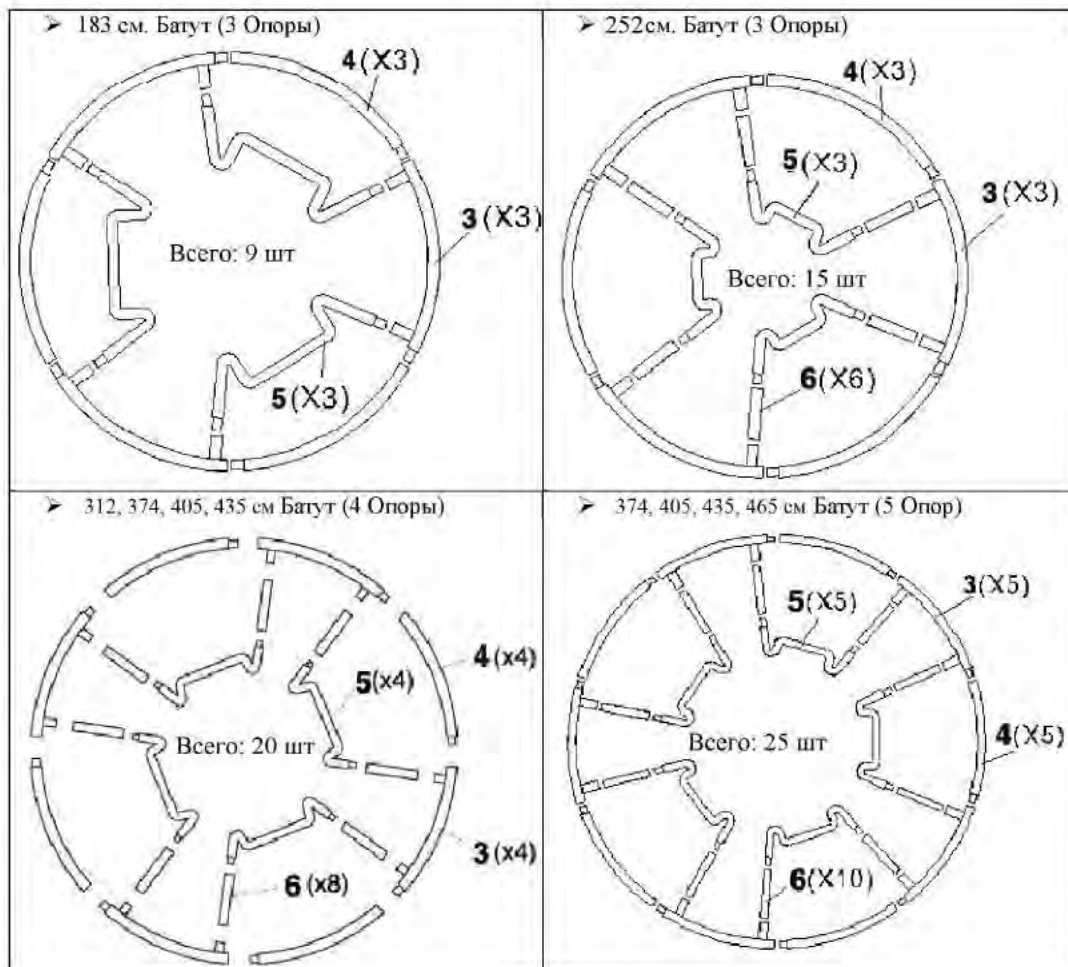 ➢ 183 см. Батут (3 Опоры)
4 (X3)
3 (X3)
Всего: 9 шт
5 (X3)
➢ 252см. Батут (3 Опоры)
4 (X3)
5 (X3)
3 (X3)
Всего: 15 шт
6 (X6)
➢ 312, 374, 405, 435 см Батут (4 Опоры)
4 (x4)
5 (x4)
Всего: 20 шт
3 (x4)
6 (x8)
➢ 374, 405, 435, 465 см Батут (5 Опор)
3 (X5)
5 (X5)
Всего: 25 шт
4 (X5)
6 (X10)